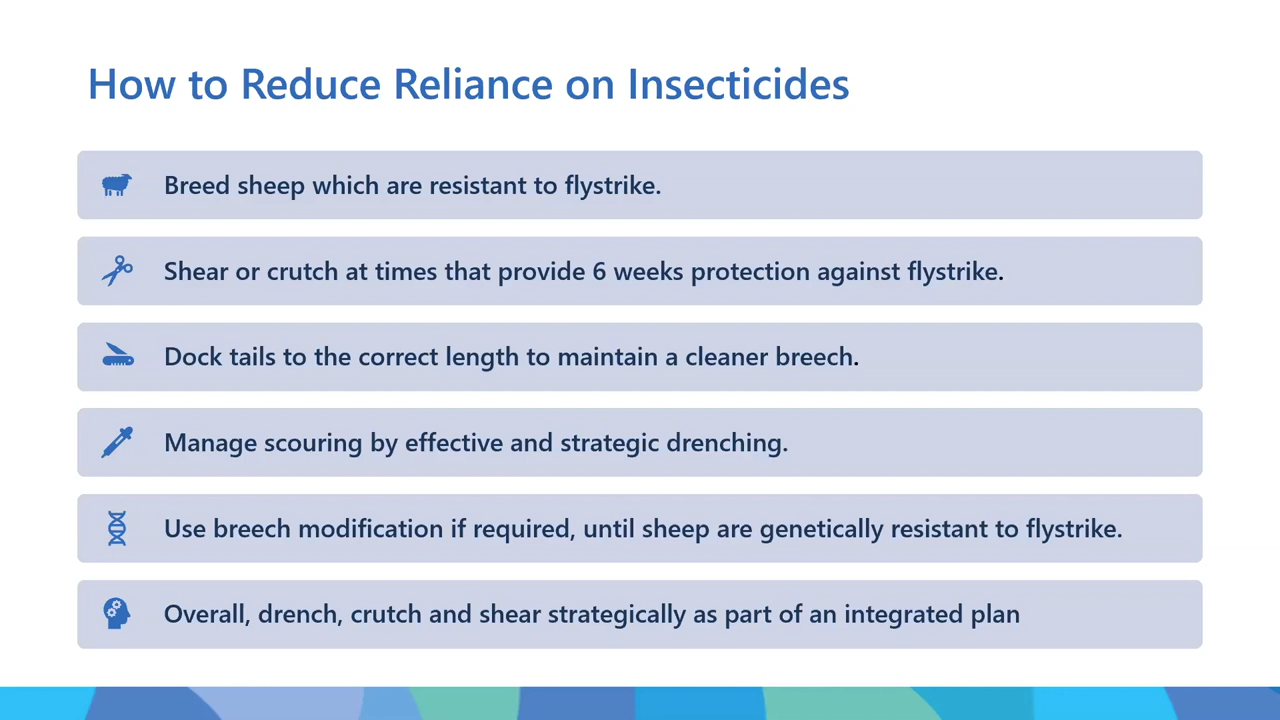 How to Reduce Reliance on Insecticides
Breed sheep which are resistant to flystrike.
Shear or crutch at times that provide 6 weeks protection against flystrike.
Dock tails to the correct length to maintain a cleaner breech.
Manage scouring by effective and strategic drenching.
Use breech modification if required, until sheep are genetically resistant to flystrike.
Overall, drench, crutch and shear strategically as part of an integrated plan